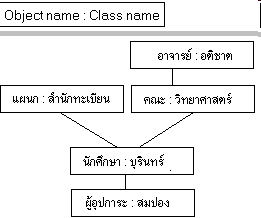 Object name : Class name
อาจารย์ : อติชาต
แผนก : สำนักทะเบียน
คณะ : วิทยาศาสตร์
นักศึกษา : บุรินทร์
ผู้อุปการะ : สมปอง